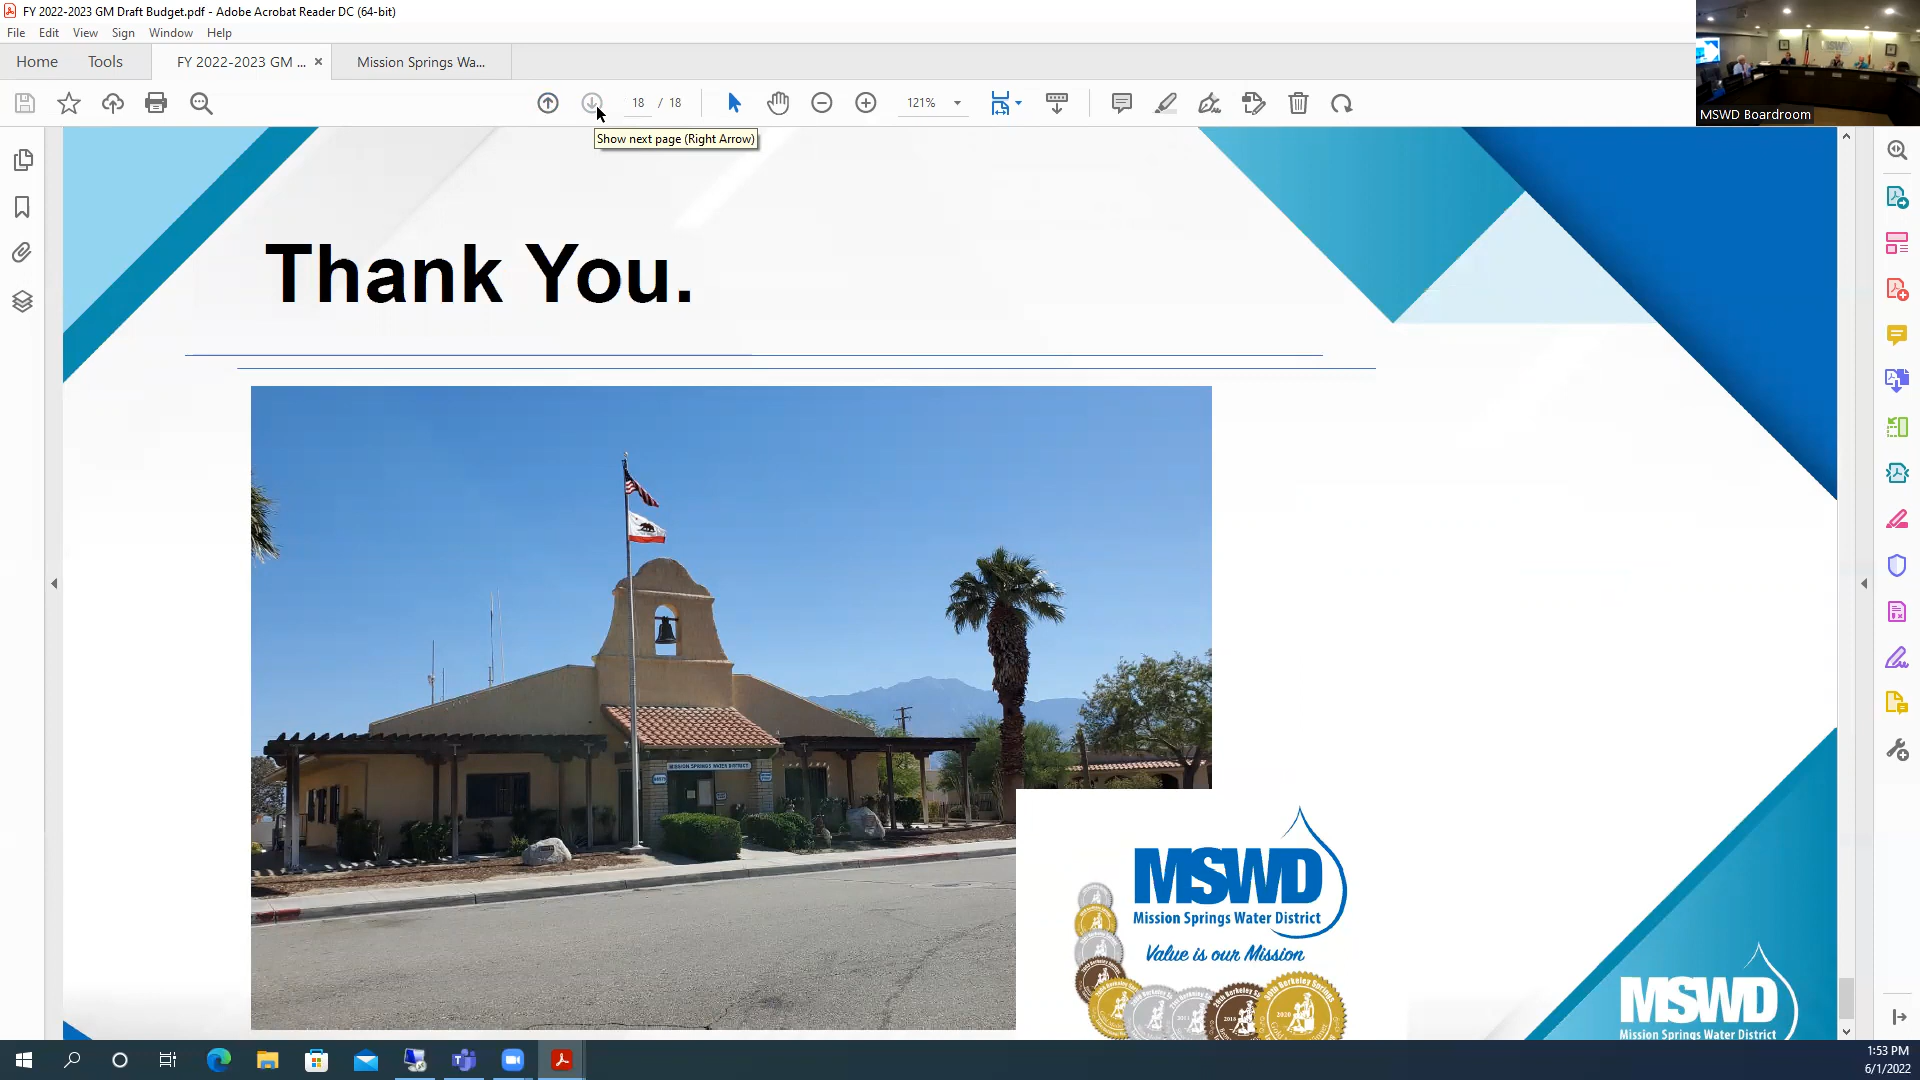 FY 2022-2023 GM Draft Budget.pdf - Adobe Acrobat Reader DC (64-bit)
File Edit View Sign Window Help
Home Tools FY 2022-2023 GM ... × Mission Springs Wa...
18 / 18 121%
Show next page (Right Arrow)
MSWD Boardroom
Thank You.
MISSION SPRINGS WATER DISTRICT
MSWD
Mission Springs Water District
Value is our Mission
MSWD
Mission Springs Water District
1:53 PM
6/1/2022